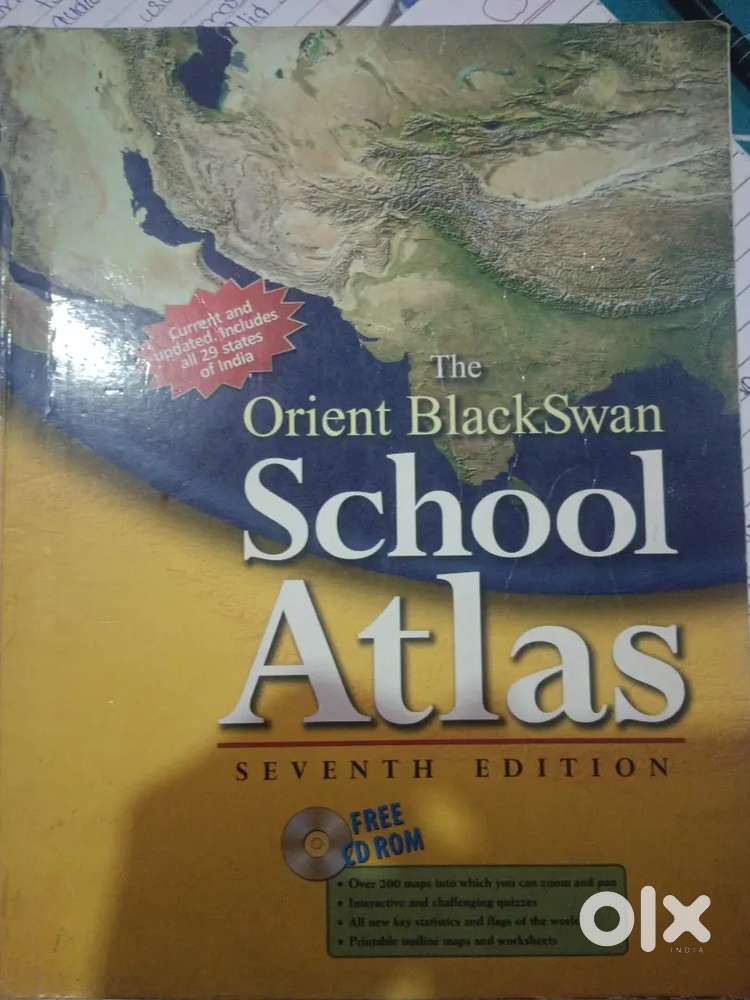 Current and
updated. Includes
all 29 states
of India
The
Orient BlackSwan
School
Atlas
SEVENTH EDITION
FREE
CD ROM
• Over 200 maps into which you can zoom and pan
• Interactive and challenging quizzes
• All new key statistics and flags of the world
• Printable outline maps and worksheets
olx
INDIA